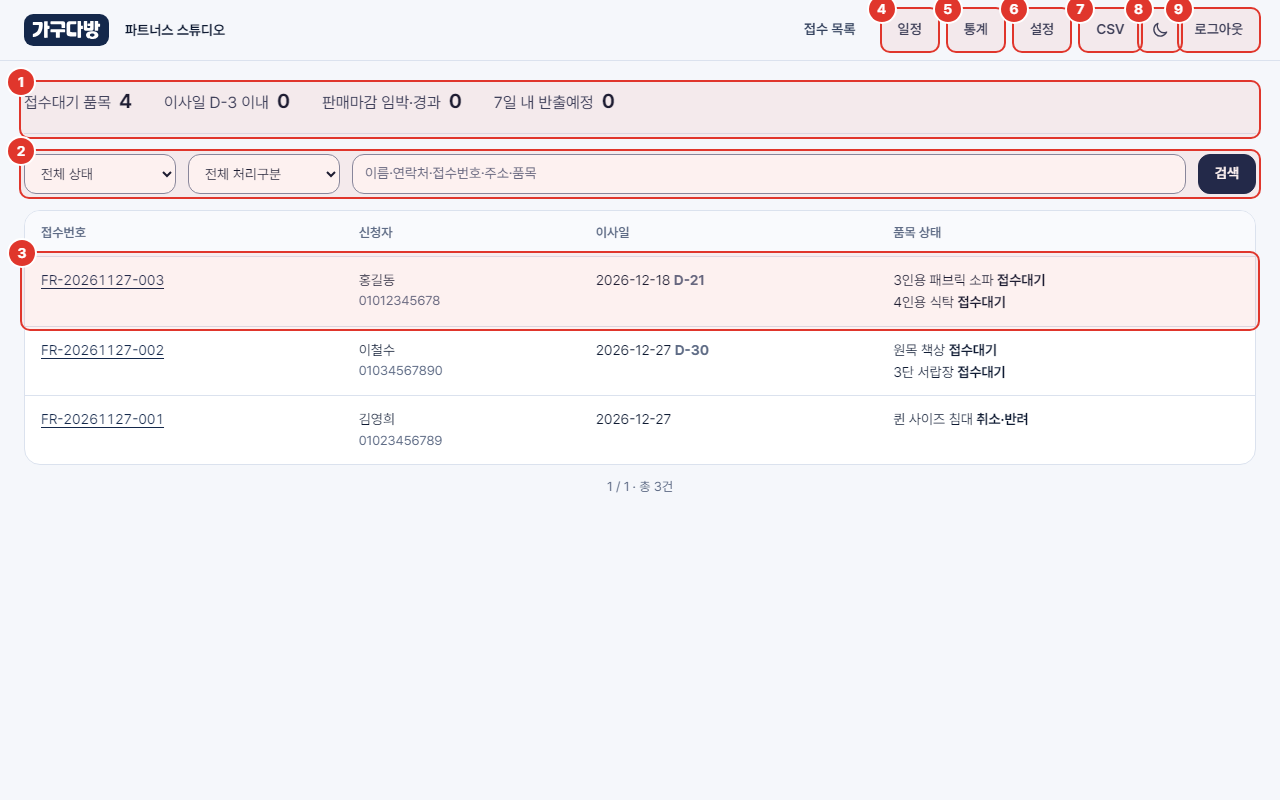 가구다방 파트너스 스튜디오 접수 목록 4 일정 5 통계 6 설정 7 CSV 8 9 로그아웃
1
접수대기 품목 4 이사일 D-3 이내 0 판매마감 임박·경과 0 7일 내 반출예정 0
2
전체 상태 전체 처리구분 이름·연락처·접수번호·주소·품목 검색
접수번호 신청자 이사일 품목 상태
3
FR-20261127-003 홍길동 2026-12-18 D-21 3인용 패브릭 소파 접수대기
01012345678 4인용 식탁 접수대기
FR-20261127-002 이철수 2026-12-27 D-30 원목 책상 접수대기
01034567890 3단 서랍장 접수대기
FR-20261127-001 김영희 2026-12-27 퀸 사이즈 침대 취소·반려
01023456789
1 / 1 · 총 3건